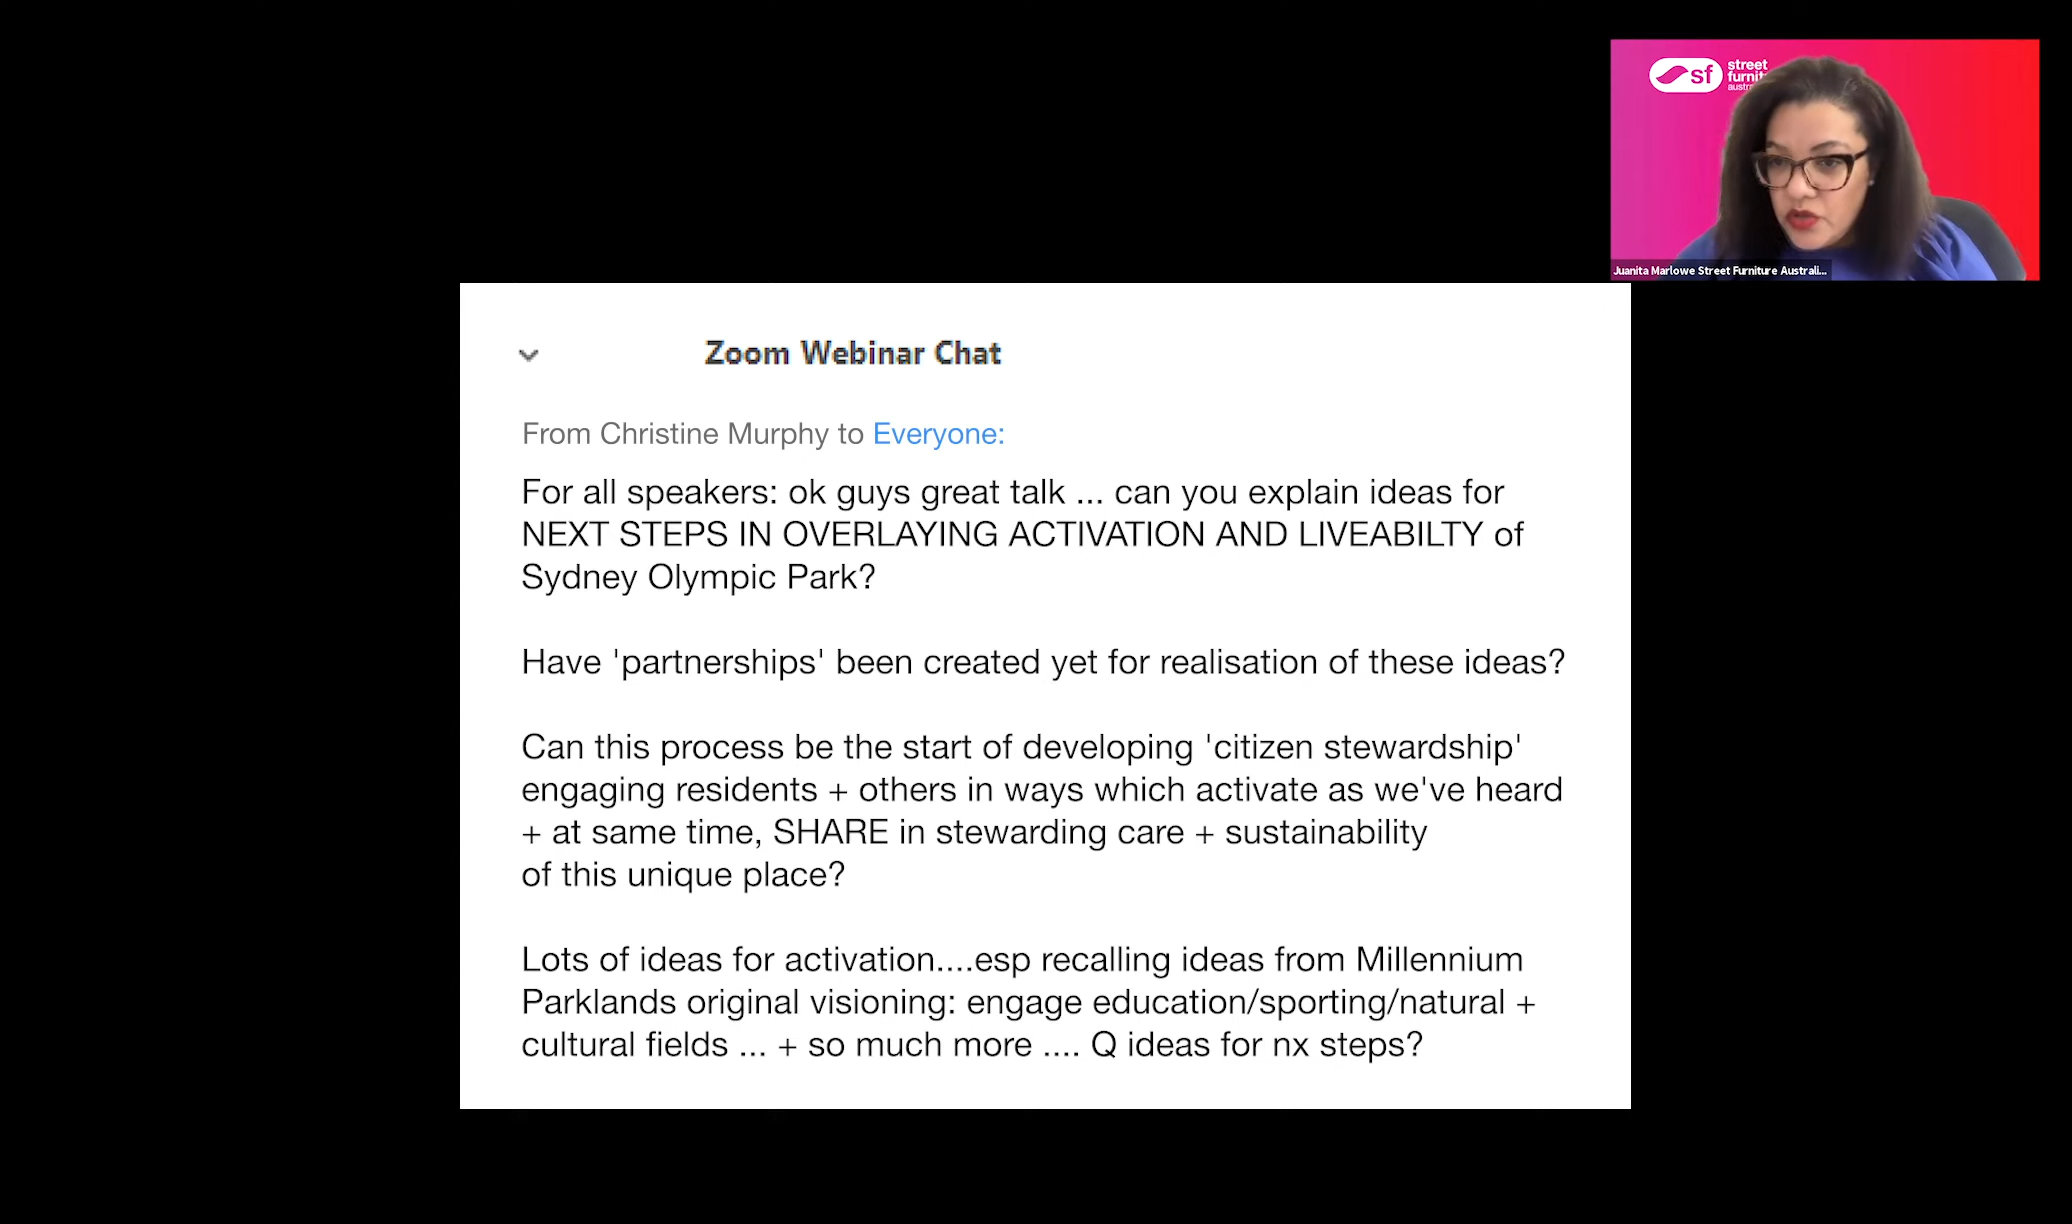 sf street
furnit
austra
Juanita Marlowe Street Furniture Australi...
Zoom Webinar Chat
From Christine Murphy to Everyone:
For all speakers: ok guys great talk ... can you explain ideas for
NEXT STEPS IN OVERLAYING ACTIVATION AND LIVEABILTY of
Sydney Olympic Park?
Have 'partnerships' been created yet for realisation of these ideas?
Can this process be the start of developing 'citizen stewardship'
engaging residents + others in ways which activate as we've heard
+ at same time, SHARE in stewarding care + sustainability
of this unique place?
Lots of ideas for activation....esp recalling ideas from Millennium
Parklands original visioning: engage education/sporting/natural +
cultural fields ... + so much more .... Q ideas for nx steps?